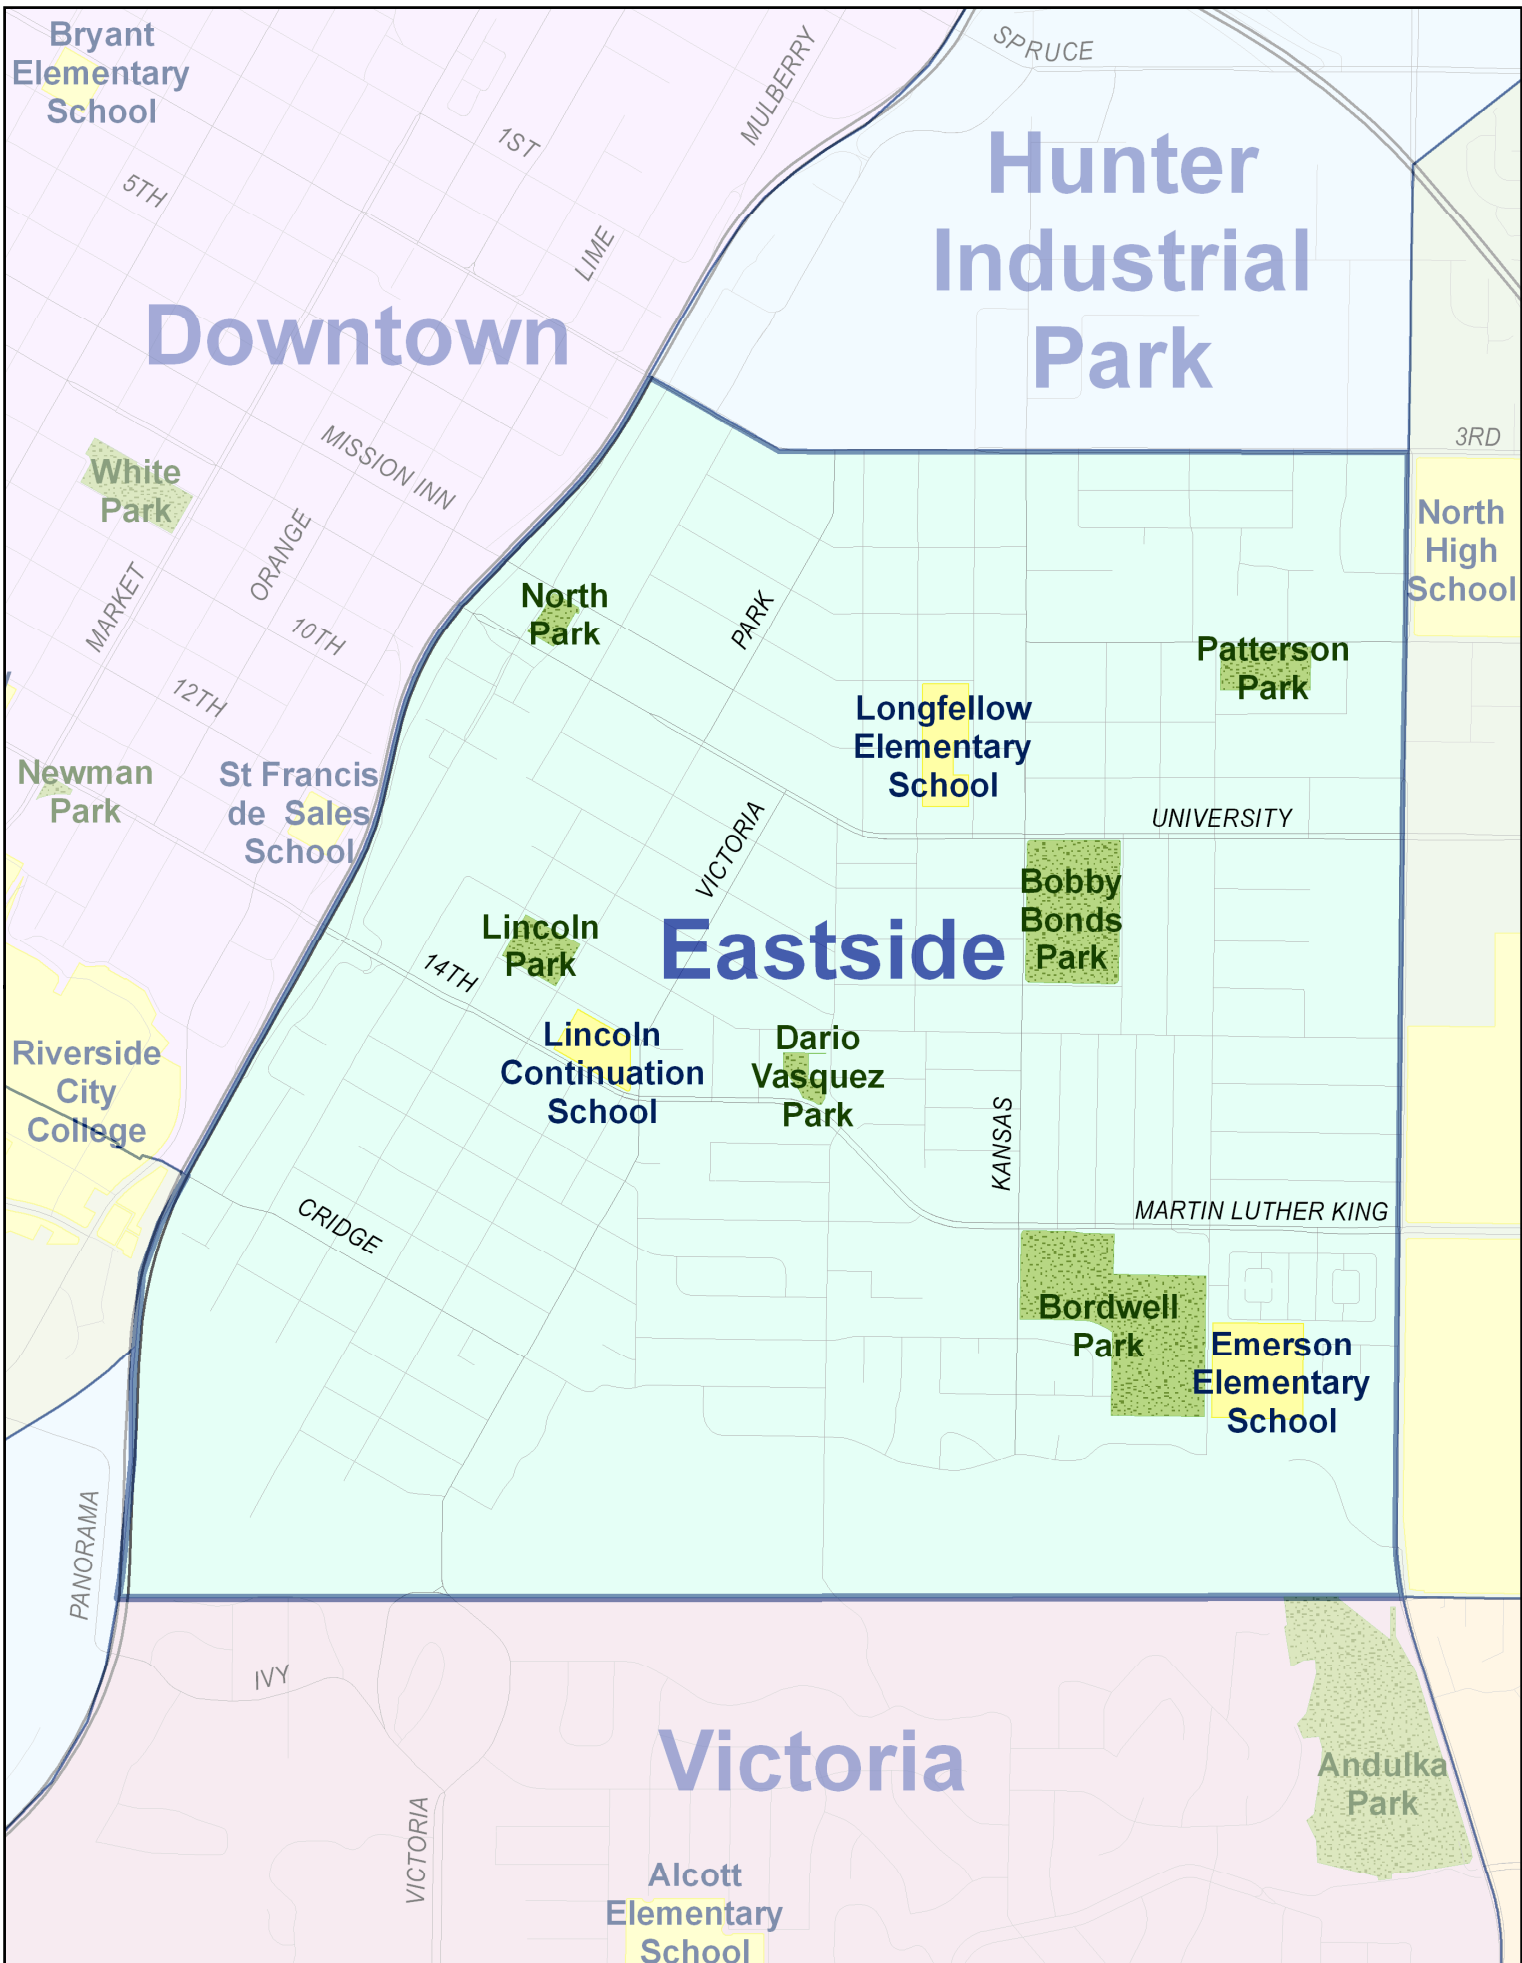 Bryant
Elementary
School
SPRUCE
MULBERRY
1ST
5TH
Hunter
Industrial
Park
LIME
Downtown
3RD
MISSION INN
White
Park
ORANGE
North
High
School
MARKET
10TH
North
Park
PARK
Patterson
Park
12TH
Longfellow
Elementary
School
Newman
Park
St Francis
de Sales
School
UNIVERSITY
VICTORIA
Bobby
Bonds
Park
Lincoln
Park
Eastside
14TH
Riverside
City
College
Lincoln
Continuation
School
Dario
Vasquez
Park
KANSAS
MARTIN LUTHER KING
CRIDGE
Bordwell
Park
Emerson
Elementary
School
PANORAMA
IVY
Victoria
Andulka
Park
VICTORIA
Alcott
Elementary
School